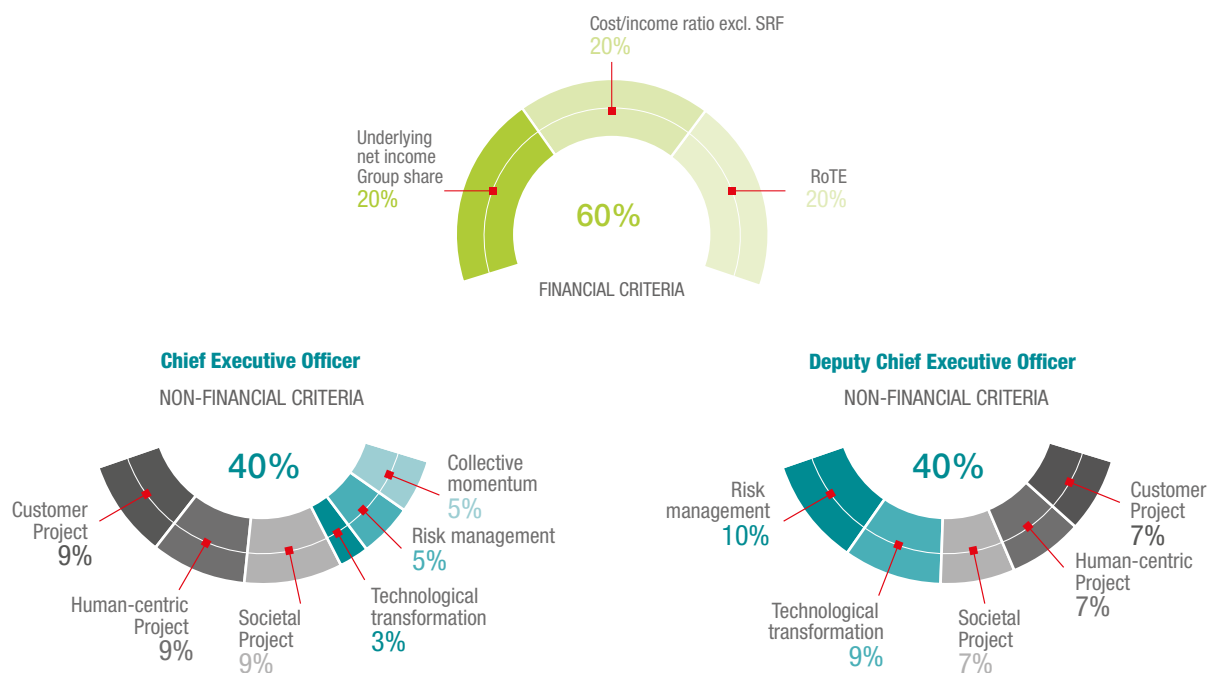 Cost/income ratio excl. SRF
20%
Underlying
net income
Group share
20%
RoTE
20%
60%
FINANCIAL CRITERIA
Chief Executive Officer
NON-FINANCIAL CRITERIA
40%
Customer
Project
9%
Human-centric
Project
9%
Societal
Project
9%
Technological
transformation
3%
Risk management
5%
Collective
momentum
5%
Deputy Chief Executive Officer
NON-FINANCIAL CRITERIA
40%
Risk
management
10%
Technological
transformation
9%
Societal
Project
7%
Human-centric
Project
7%
Customer
Project
7%